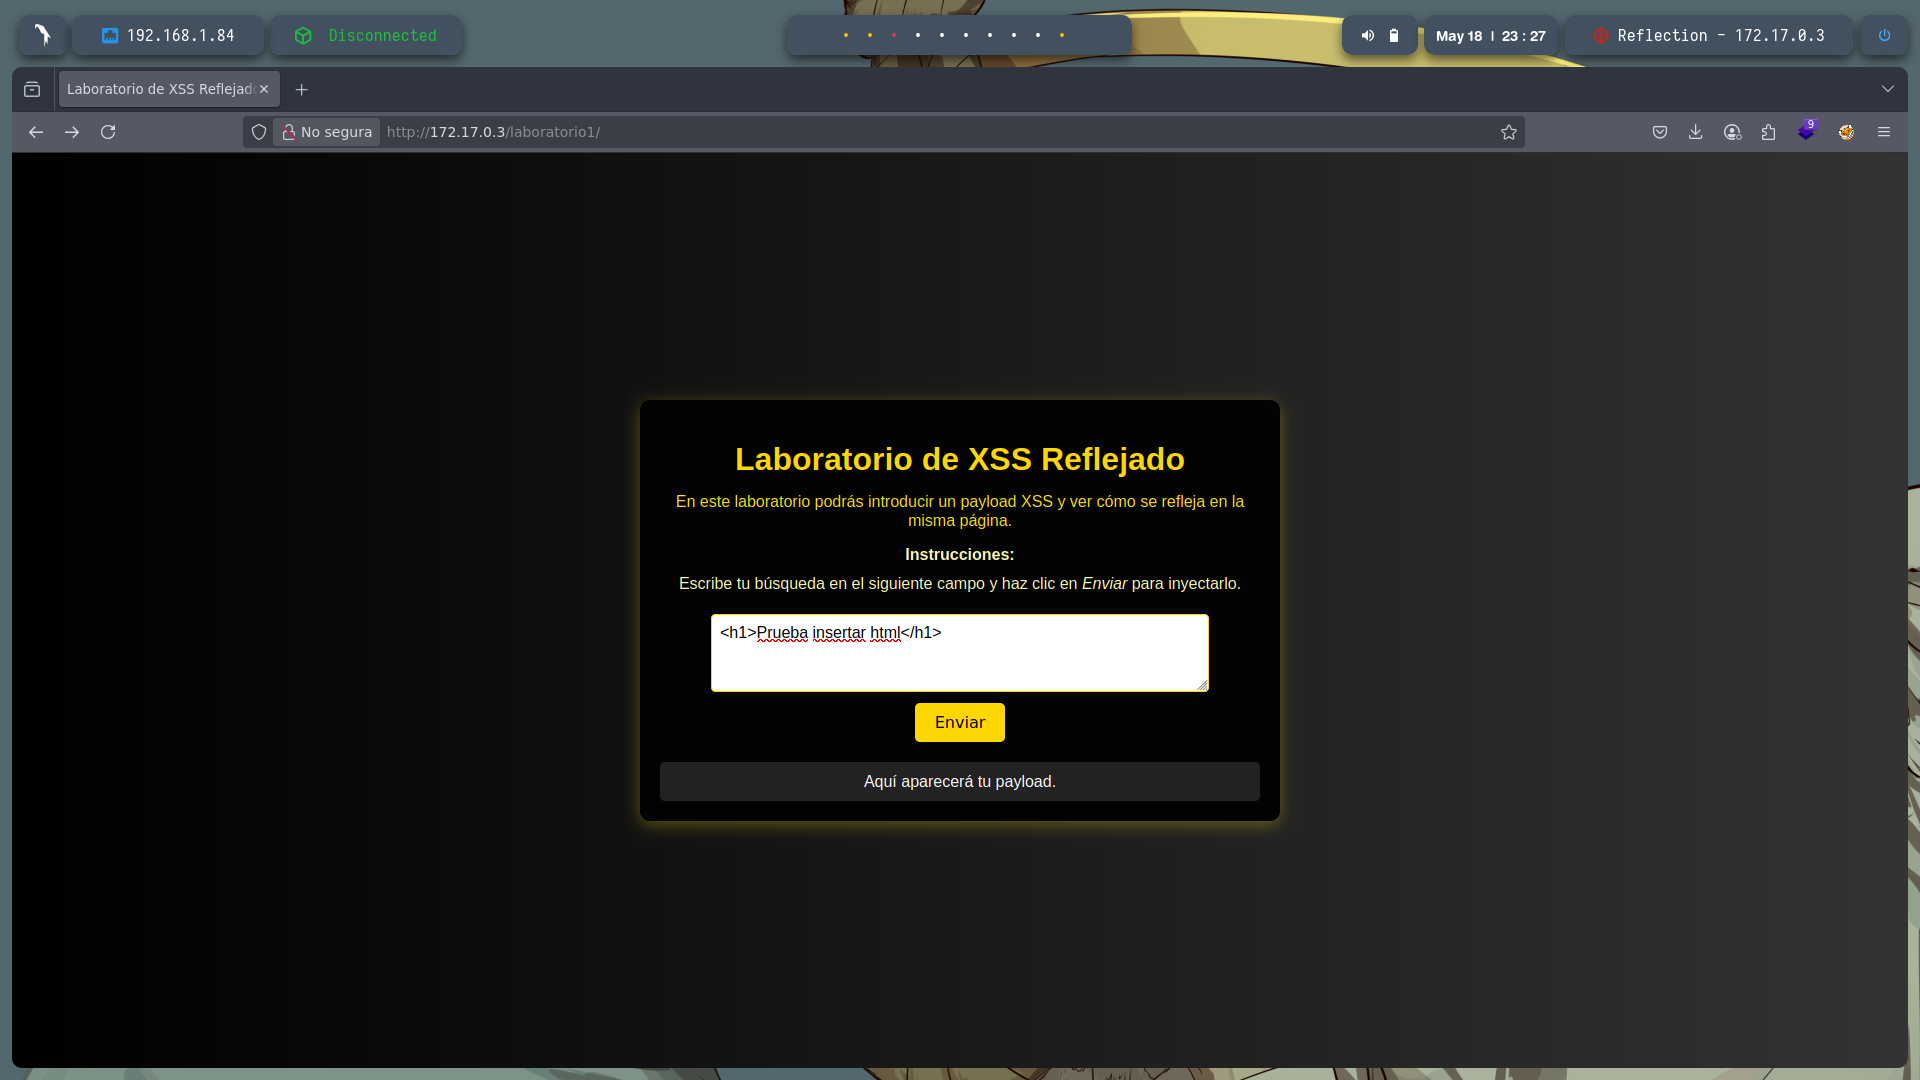 192.168.1.84
Disconnected
May 18 | 23 : 27
Reflection - 172.17.0.3
Laboratorio de XSS Reflejad
No segura
http://172.17.0.3/laboratorio1/
9
Laboratorio de XSS Reflejado
En este laboratorio podrás introducir un payload XSS y ver cómo se refleja en la
misma página.
Instrucciones:
Escribe tu búsqueda en el siguiente campo y haz clic en Enviar para inyectarlo.
<h1>Prueba insertar html</h1>
Enviar
Aquí aparecerá tu payload.